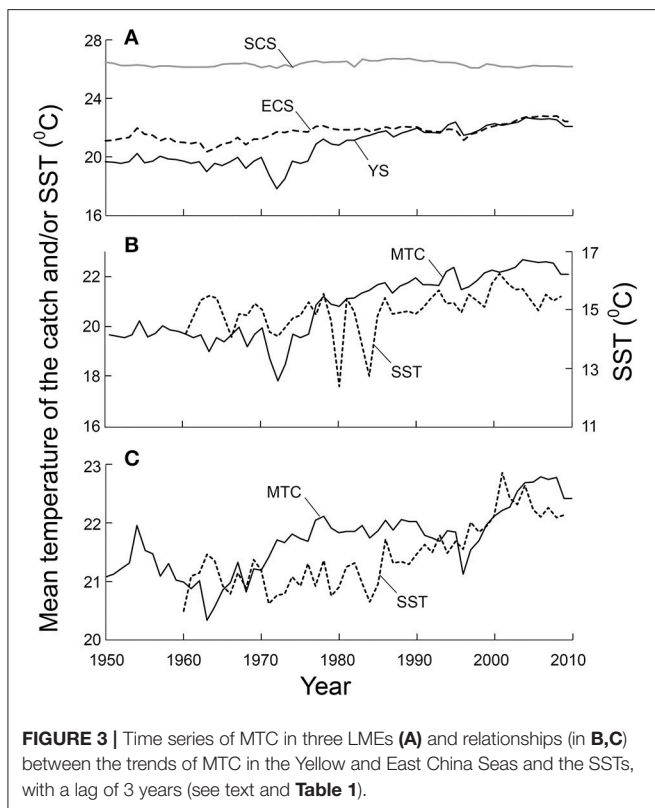 A
28
24
20
16
SCS
ECS
YS
B
22
20
18
16
MTC
SST
17
15
13
11
SST (⁰C)
C
23
22
21
20
MTC
SST
Mean temperature of the catch and/or SST (⁰C)
1950 1960 1970 1980 1990 2000 2010
Year
FIGURE 3 | Time series of MTC in three LMEs (A) and relationships (in B,C)
between the trends of MTC in the Yellow and East China Seas and the SSTs,
with a lag of 3 years (see text and Table 1).